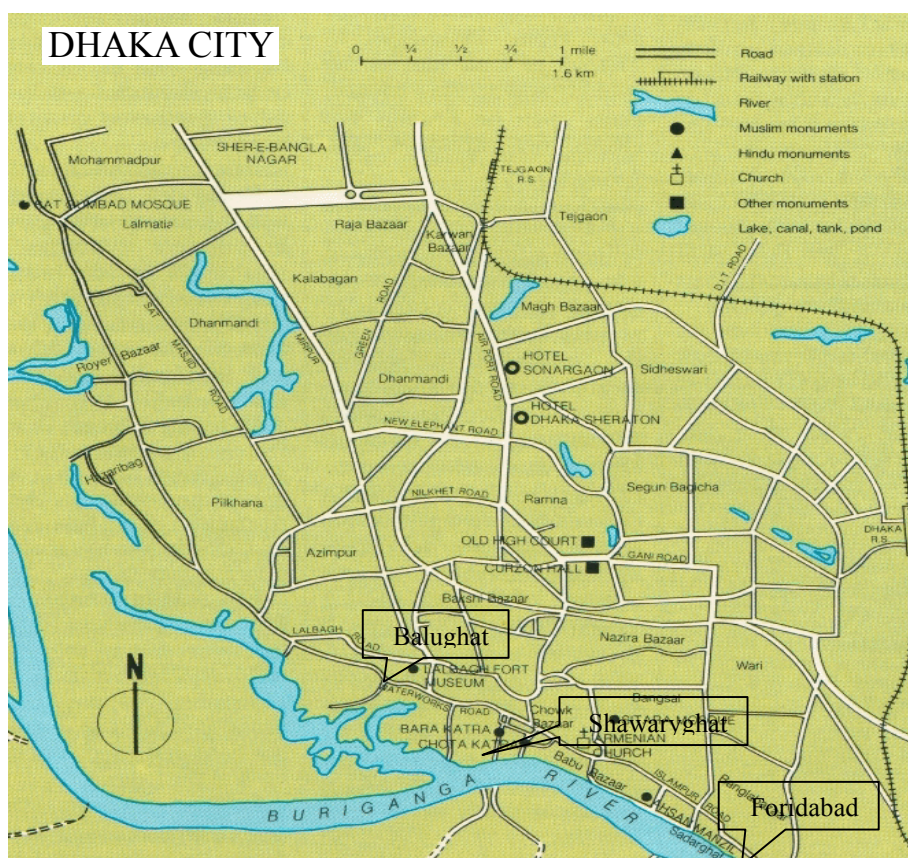 DHAKA CITY
0 ¼ ½ ¾ 1 mile
1.6 km
Road
Railway with station
River
Muslim monuments
Hindu monuments
Church
Other monuments
Lake, canal, tank, pond
Mohammadpur
SHER-E-BANGLA
NAGAR
TEJGAON
R.S.
SAT GUMBAD MOSQUE
Lalmatia
Raja Bazaar
Karwan
Bazaar
Tejgaon
D.I.T ROAD
Kalabagan
SAT MASJID ROAD
Dhanmandi
MIRPUR
GREEN ROAD
AIR PORT ROAD
Magh Bazaar
Royer Bazaar
HOTEL
SONARGAON
Sidheswari
Dhanmandi
HOTEL
DHAKA-SHERATON
NEW ELEPHANT ROAD
Hazaribag
Pilkhana
NILKHET ROAD
Ramna
Segun Bagicha
DHAKA
R.S.
OLD HIGH COURT
Azimpur
A. GANI ROAD
CURZON HALL
Bakshi Bazaar
LALBAGH ROAD
Balughat
Nazira Bazaar
N
LALBAGH FORT
MUSEUM
Wari
WATERWORKS ROAD
Bangsal
Chowk
Bazaar
SITARA MOSQUE
Shawaryghat
BARA KATRA
CHOTA
ARMENIAN
CHURCH
Babu Bazaar
ISLAMPUR ROAD
BURIGANGA RIVER
AHSAN MANZIL
Sadarghat
Foridabad